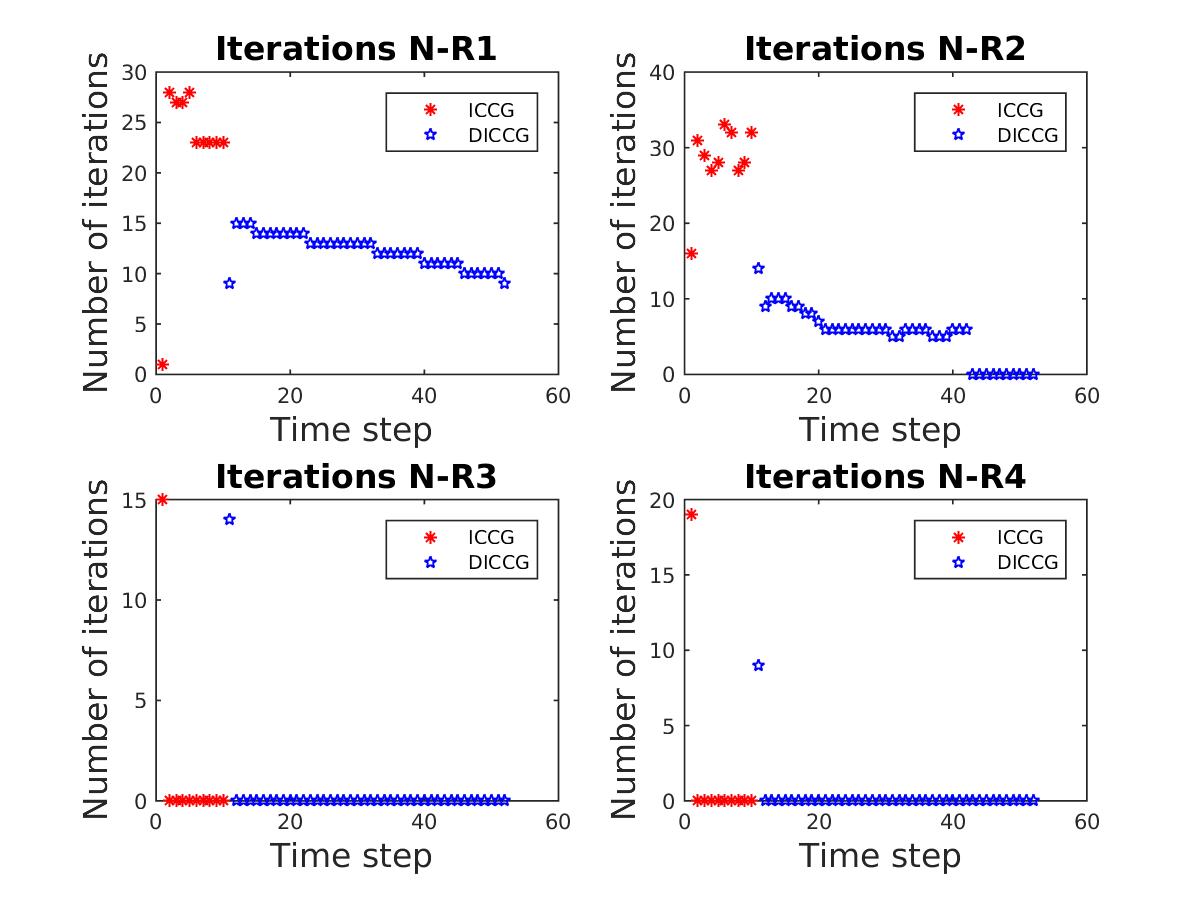 Iterations N-R1
Number of iterations
30
25
20
15
10
5
0
ICCG
DICCG
0 20 40 60
Time step
Iterations N-R2
Number of iterations
40
30
20
10
0
ICCG
DICCG
0 20 40 60
Time step
Iterations N-R3
Number of iterations
15
10
5
0
ICCG
DICCG
0 20 40 60
Time step
Iterations N-R4
Number of iterations
20
15
10
5
0
ICCG
DICCG
0 20 40 60
Time step